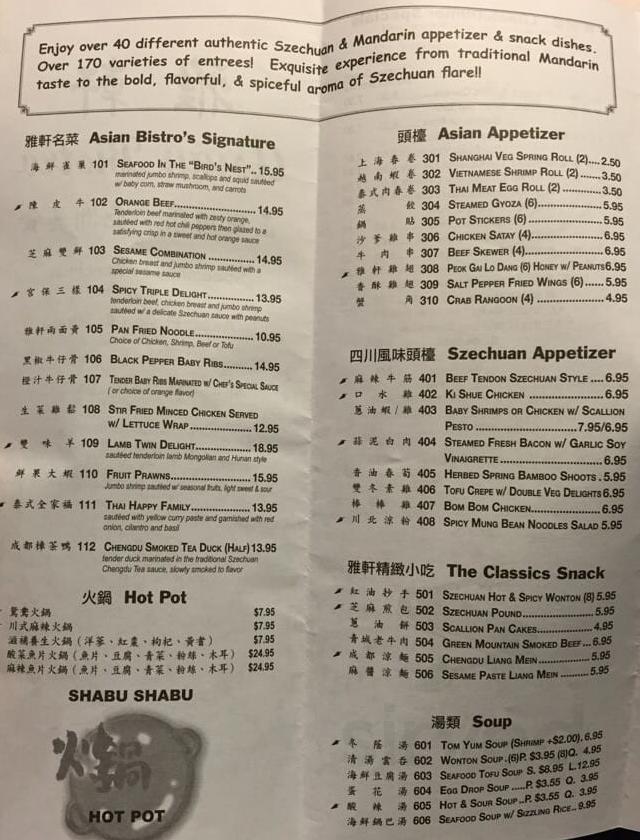 Enjoy over 40 different authentic Szechuan & Mandarin appetizer & snack dishes.
Over 170 varieties of entrees! Exquisite experience from traditional Mandarin
taste to the bold, flavorful, & spiceful aroma of Szechuan flare!!
雅軒名菜 Asian Bistro's Signature
海鮮雀巢 101 SEAFOOD IN THE "BIRD'S NEST".. 15.95
marinated jumbo shrimp, scallops and squid sautéed
w/ baby corn, straw mushroom, and carrots
陳皮牛 102 ORANGE BEEF.......................... 14.95
Tenderloin beef marinated with zesty orange,
sautéed with red hot chili peppers then glazed to a
satisfying crisp in a sweet and hot orange sauce
芝麻雙鮮 103 SESAME COMBINATION ................ 14.95
Chicken breast and jumbo shrimp sautéed with a
special sesame sauce
宮保三樣 104 SPICY TRIPLE DELIGHT................ 13.95
tenderloin beef, chicken breast and jumbo shrimp
sautéed w/ a delicate Szechuan sauce with peanuts
雅軒兩面黃 105 PAN FRIED NOODLE.................... 10.95
Choice of Chicken, Shrimp, Beef or Tofu
黑椒牛仔骨 106 BLACK PEPPER BABY RIBS........... 14.95
橙汁牛仔骨 107 TENDER BABY RIBS MARINATED W/ CHEF'S SPECIAL SAUCE
( or choice of orange flavor)
生菜雞鬆 108 STIR FRIED MINCED CHICKEN SERVED
W/ LETTUCE WRAP ...................... 12.95
雙味羊 109 LAMB TWIN DELIGHT.................... 18.95
sautéed tenderloin lamb Mongolian and Hunan style
鮮果大蝦 110 FRUIT PRAWNS.......................... 15.95
Jumbo shrimp sautéed w/ seasonal fruits, light sweet & sour
泰式全家福 111 THAI HAPPY FAMILY.................. 13.95
sautéed with yellow curry paste and garnished with red
onion, cilantro and basil
成都樟茶鴨 112 CHENGDU SMOKED TEA DUCK (HALF) 13.95
tender duck marinated in the traditional Szechuan
Chengdu Tea sauce, slowly smoked to flavor
火鍋 Hot Pot
鴛鴦火鍋 $7.95
川式麻辣火鍋 $7.95
滋補養生火鍋 (洋蔘、紅棗、枸杞、黃耆) $7.95
酸菜魚片火鍋 (魚片、豆腐、青菜、粉絲、木耳) $24.95
麻辣魚片火鍋 (魚片、豆腐、青菜、粉絲、木耳) $24.95
SHABU SHABU
火鍋
HOT POT
頭檯 Asian Appetizer
上海春卷 301 SHANGHAI VEG SPRING ROLL (2).... 2.50
越南蝦卷 302 VIETNAMESE SHRIMP ROLL (2) ....... 3.50
泰式肉春卷 303 THAI MEAT EGG ROLL (2) ............ 3.50
蒸餃 304 STEAMED GYOZA (6) .................... 5.95
鍋貼 305 POT STICKERS (6) ....................... 5.95
沙爹雞串 306 CHICKEN SATAY (4) ..................... 6.95
牛肉串 307 BEEF SKEWER (4) ....................... 6.95
雅軒雞翅 308 PEOK GAI LO DANG (6) HONEY W/ PEANUTS 6.95
香酥雞翅 309 SALT PEPPER FRIED WINGS (6) ...... 5.95
蟹角 310 CRAB RANGOON (4) .................... 4.95
四川風味頭檯 Szechuan Appetizer
麻辣牛筋 401 BEEF TENDON SZECHUAN STYLE .... 6.95
口水雞 402 KI SHUE CHICKEN ....................... 6.95
蔥油蝦/雞 403 BABY SHRIMPS OR CHICKEN W/ SCALLION
PESTO ................................ 7.95/6.95
蒜泥白肉 404 STEAMED FRESH BACON W/ GARLIC SOY
VINAIGRETTE ............................. 6.95
香油春筍 405 HERBED SPRING BAMBOO SHOOTS . 5.95
雙冬素雞 406 TOFU CREPE W/ DOUBLE VEG DELIGHTS 6.95
棒棒雞 407 BOM BOM CHICKEN..................... 6.95
川北涼粉 408 SPICY MUNG BEAN NOODLES SALAD 5.95
雅軒精緻小吃 The Classics Snack
紅油抄手 501 SZECHUAN HOT & SPICY WONTON (8) 5.95
芝麻煎包 502 SZECHUAN POUND...................... 5.95
蔥油餅 503 SCALLION PAN CAKES.................. 4.95
青城老牛肉 504 GREEN MOUNTAIN SMOKED BEEF ... 6.95
成都涼麵 505 CHENGDU LIANG MEIN ................ 5.95
麻醬涼麵 506 SESAME PASTE LIANG MEIN .......... 5.95
湯類 Soup
冬蔭湯 601 TOM YUM SOUP (SHRIMP +$2.00). 6.95
清湯雲吞 602 WONTON SOUP .(6)P. $3.95 (8)Q. 4.95
海鮮豆腐湯 603 SEAFOOD TOFU SOUP S. $6.95 L.12.95
蛋花湯 604 EGG DROP SOUP .....P. $3.55 Q. 3.95
酸辣湯 605 HOT & SOUR SOUP ..P. $3.55 Q. 3.95
海鮮鍋巴湯 606 SEAFOOD SOUP W/ SIZZLING RICE.. 9.95